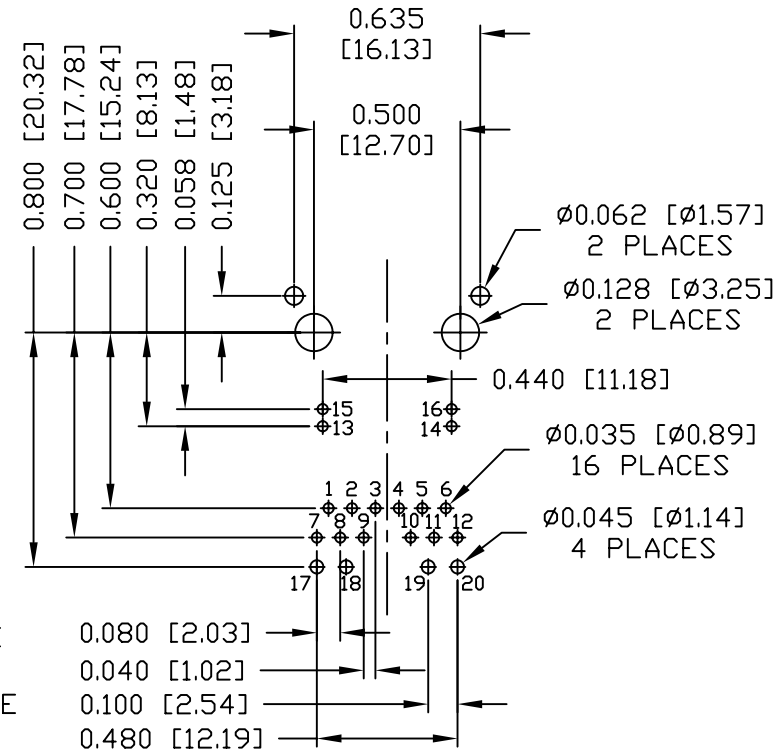 0.635
[16.13]
0.500
[12.70]
0.800 [20.32]
0.700 [17.78]
0.600 [15.24]
0.320 [8.13]
0.058 [1.48]
0.125 [3.18]
Ø0.062 [Ø1.57]
2 PLACES
Ø0.128 [Ø3.25]
2 PLACES
0.440 [11.18]
15 16
13 14
Ø0.035 [Ø0.89]
16 PLACES
1 2 3 4 5 6
7 8 9 10 11 12
Ø0.045 [Ø1.14]
4 PLACES
17 18 19 20
E
0.080 [2.03]
0.040 [1.02]
E
0.100 [2.54]
0.480 [12.19]